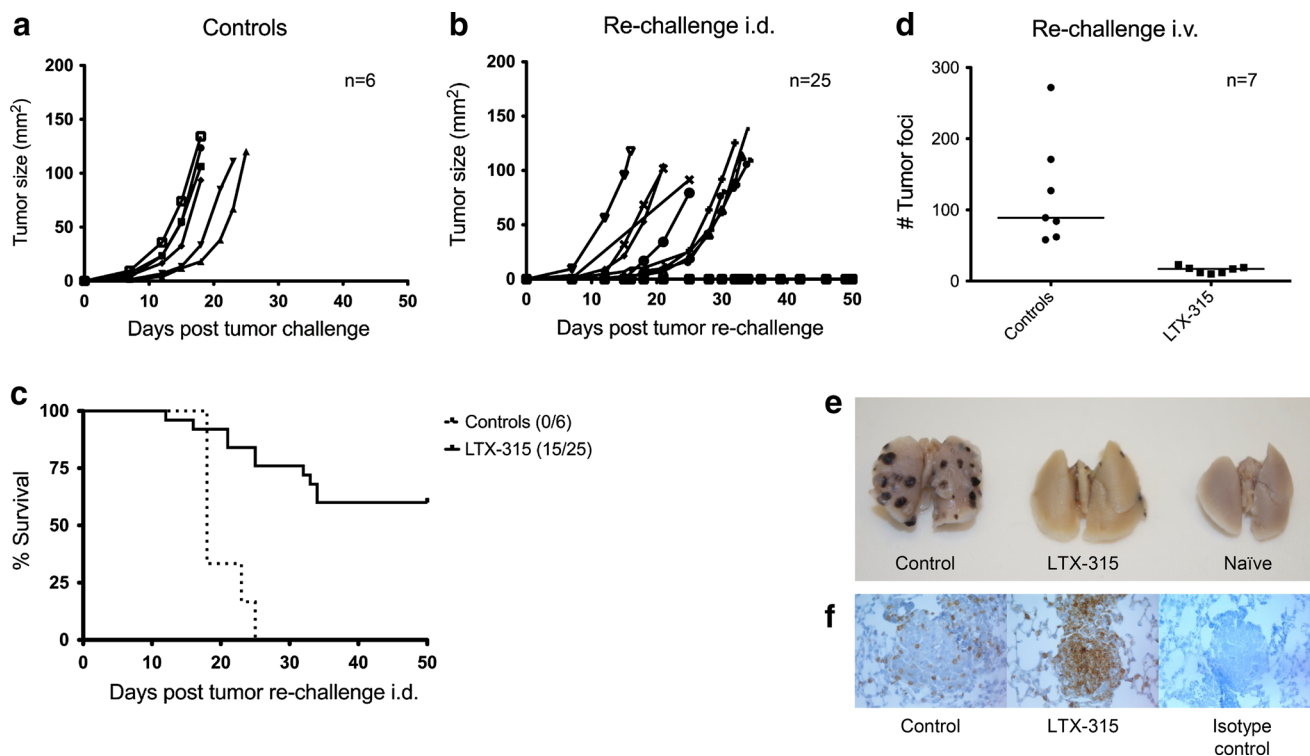 a
Controls
n=6
Tumor size (mm²)
200
150
100
50
0
0 10 20 30 40 50
Days post tumor challenge
b
Re-challenge i.d.
n=25
Tumor size (mm²)
200
150
100
50
0
0 10 20 30 40 50
Days post tumor re-challenge
d
Re-challenge i.v.
n=7
# Tumor foci
300
200
100
0
Controls
LTX-315
c
% Survival
100
75
50
25
0
0 10 20 30 40 50
Days post tumor re-challenge i.d.
Controls (0/6)
LTX-315 (15/25)
e
Control LTX-315 Naïve
f
Control LTX-315 Isotype
control